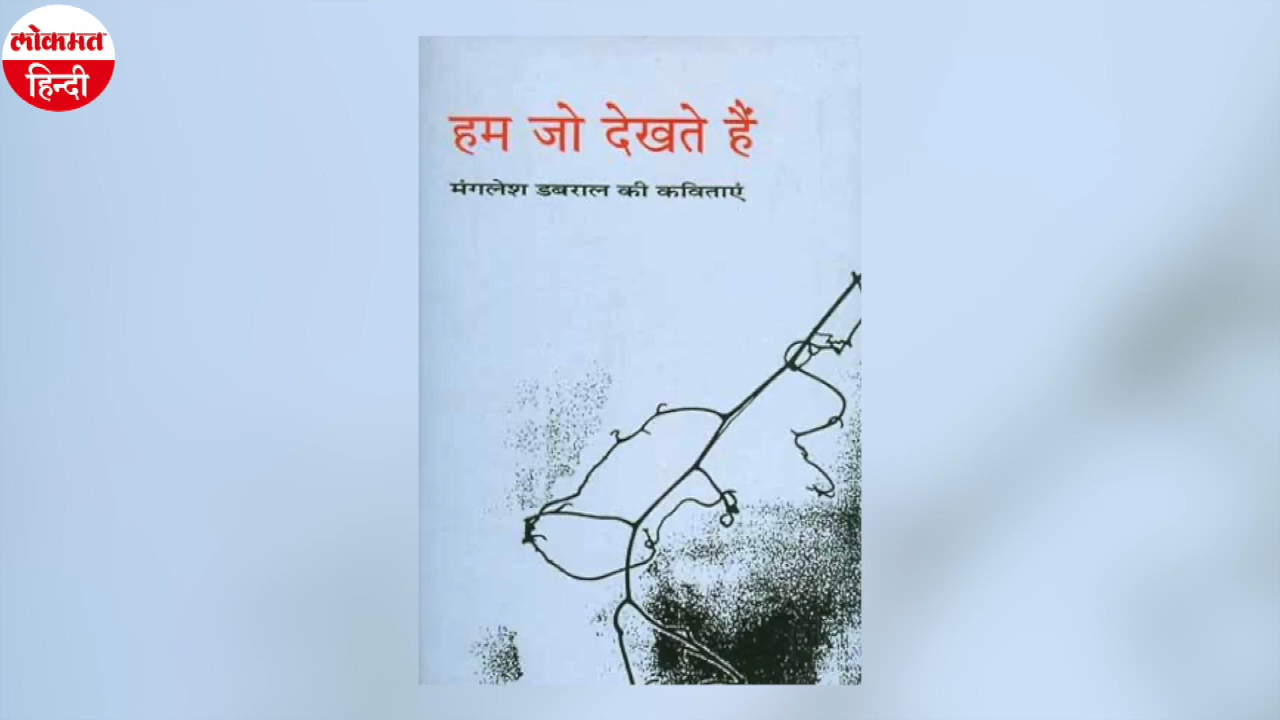 लोकमत
हिन्दी
हम जो देखते हैं
मंगलेश डबराल की कविताएं